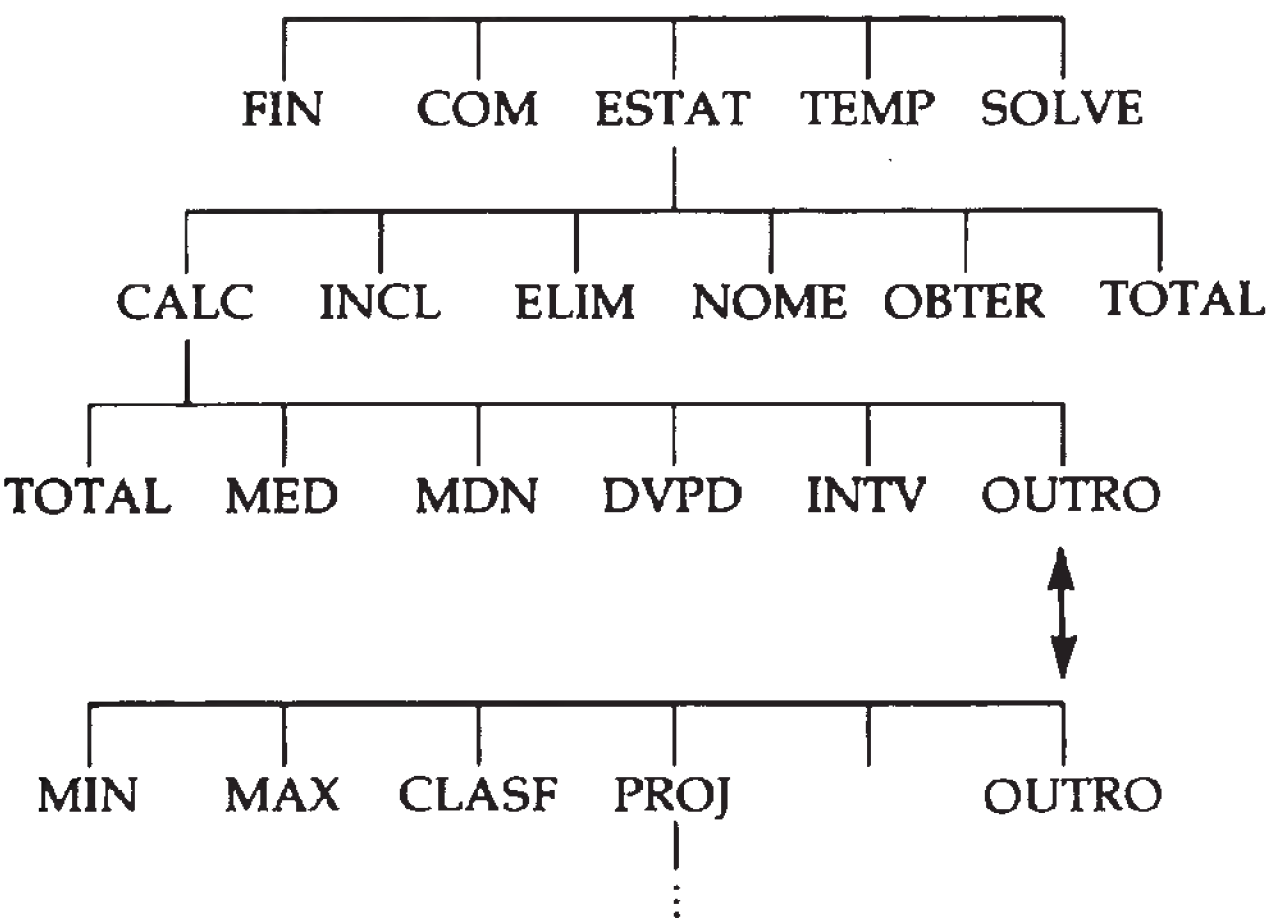 FIN COM ESTAT TEMP SOLVE
CALC INCL ELIM NOME OBTER TOTAL
TOTAL MED MDN DVPD INTV OUTRO
MIN MAX CLASF PROJ OUTRO